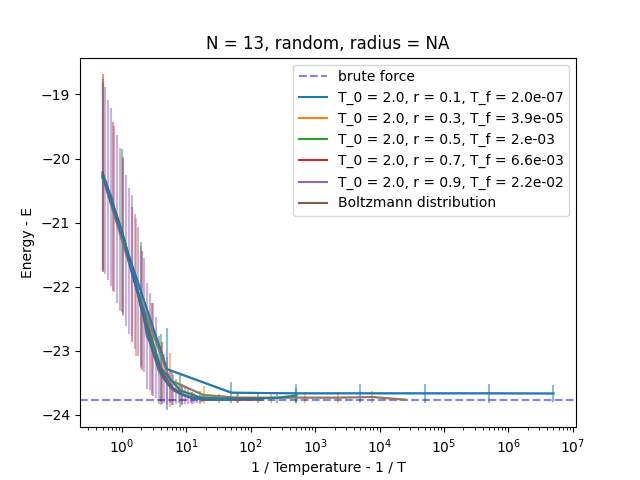 N = 13, random, radius = NA
brute force
T_0 = 2.0, r = 0.1, T_f = 2.0e-07
T_0 = 2.0, r = 0.3, T_f = 3.9e-05
T_0 = 2.0, r = 0.5, T_f = 2.e-03
T_0 = 2.0, r = 0.7, T_f = 6.6e-03
T_0 = 2.0, r = 0.9, T_f = 2.2e-02
Boltzmann distribution
Energy - E
−19
−20
−21
−22
−23
−24
10⁰ 10¹ 10² 10³ 10⁴ 10⁵ 10⁶ 10⁷
1 / Temperature - 1 / T